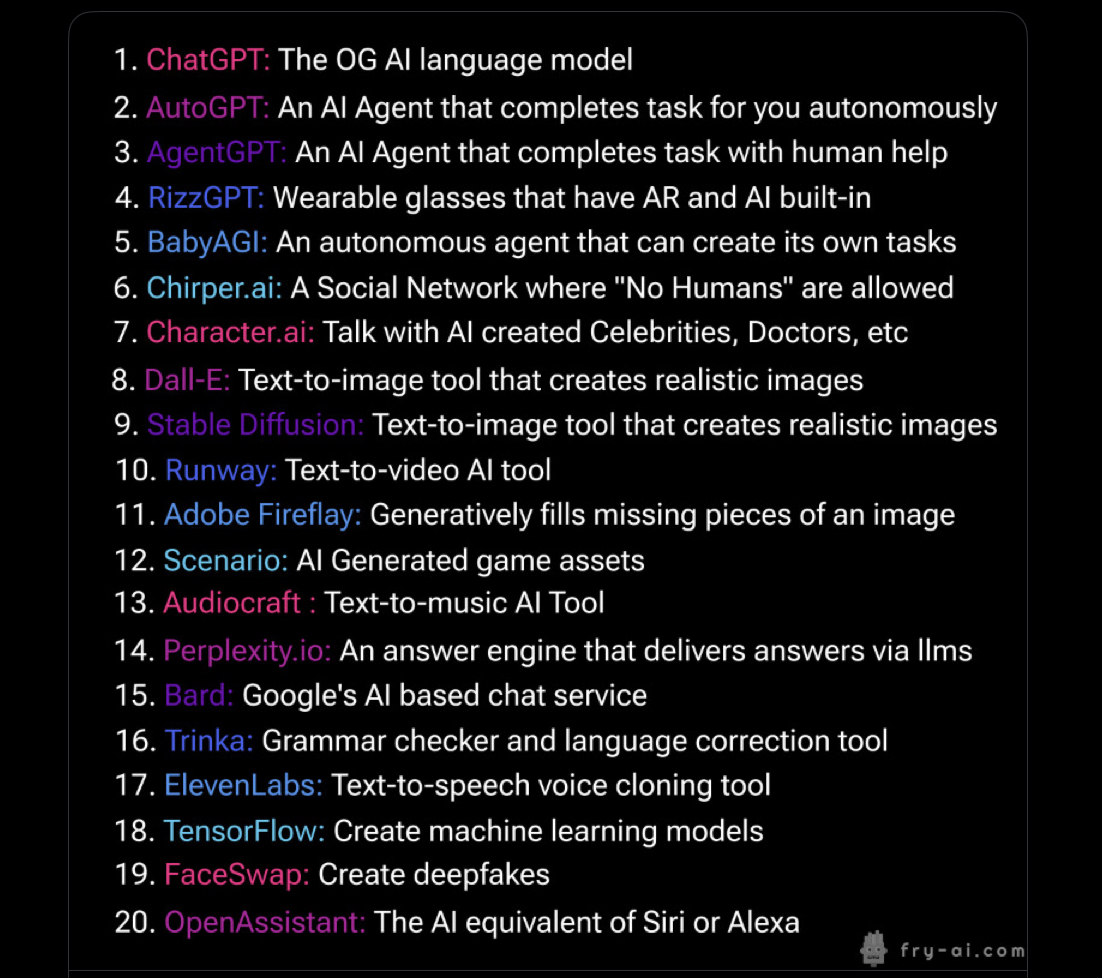 1. ChatGPT: The OG AI language model
2. AutoGPT: An AI Agent that completes task for you autonomously
3. AgentGPT: An AI Agent that completes task with human help
4. RizzGPT: Wearable glasses that have AR and AI built-in
5. BabyAGI: An autonomous agent that can create its own tasks
6. Chirper.ai: A Social Network where "No Humans" are allowed
7. Character.ai: Talk with AI created Celebrities, Doctors, etc
8. Dall-E: Text-to-image tool that creates realistic images
9. Stable Diffusion: Text-to-image tool that creates realistic images
10. Runway: Text-to-video AI tool
11. Adobe Fireflay: Generatively fills missing pieces of an image
12. Scenario: AI Generated game assets
13. Audiocraft : Text-to-music AI Tool
14. Perplexity.io: An answer engine that delivers answers via llms
15. Bard: Google's AI based chat service
16. Trinka: Grammar checker and language correction tool
17. ElevenLabs: Text-to-speech voice cloning tool
18. TensorFlow: Create machine learning models
19. FaceSwap: Create deepfakes
20. OpenAssistant: The AI equivalent of Siri or Alexa
fry-ai.com